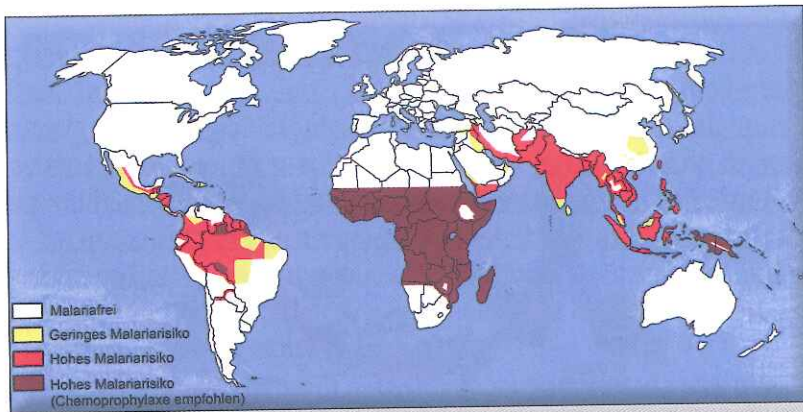 Malariafrei
Geringes Malariarisiko
Hohes Malariarisiko
Hohes Malariarisiko
(Chemoprophylaxe empfohlen)